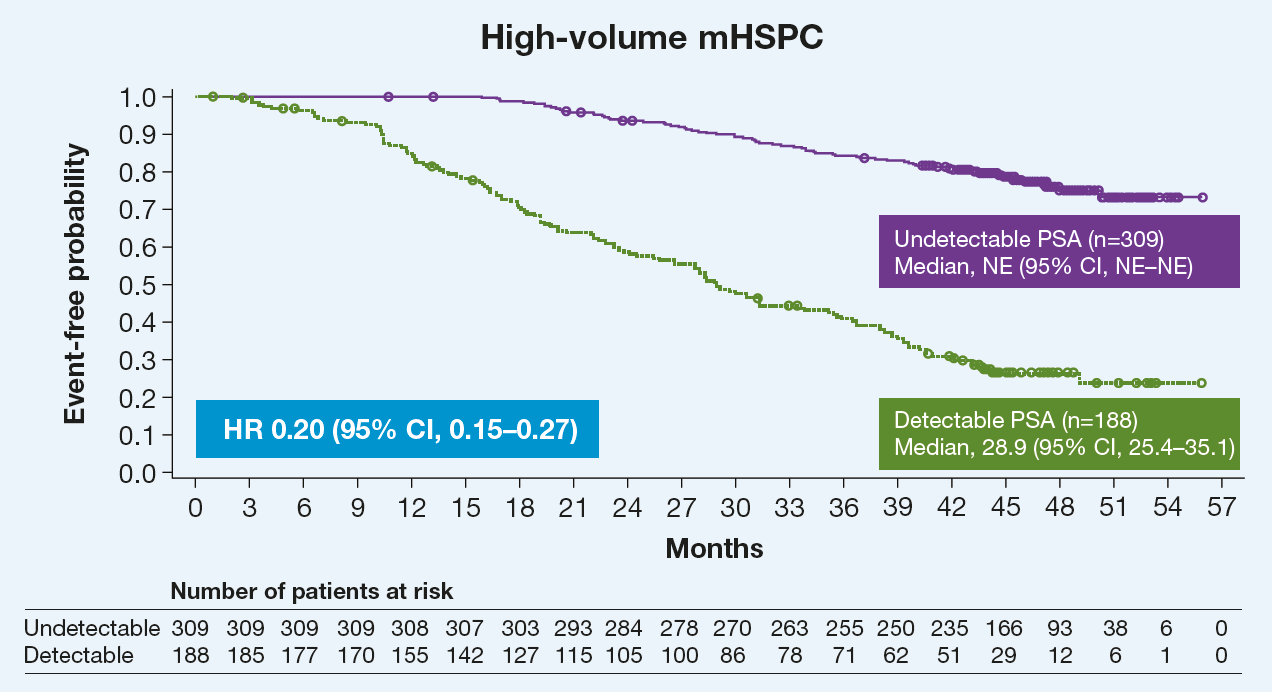 High-volume mHSPC
Event-free probability
1.0
0.9
0.8
0.7
0.6
0.5
0.4
0.3
0.2
0.1
0.0
Undetectable PSA (n=309)
Median, NE (95% CI, NE–NE)
HR 0.20 (95% CI, 0.15–0.27)
Detectable PSA (n=188)
Median, 28.9 (95% CI, 25.4–35.1)
0 3 6 9 12 15 18 21 24 27 30 33 36 39 42 45 48 51 54 57
Months
Number of patients at risk
Undetectable 309 309 309 309 308 307 303 293 284 278 270 263 255 250 235 166 93 38 6 0
Detectable 188 185 177 170 155 142 127 115 105 100 86 78 71 62 51 29 12 6 1 0